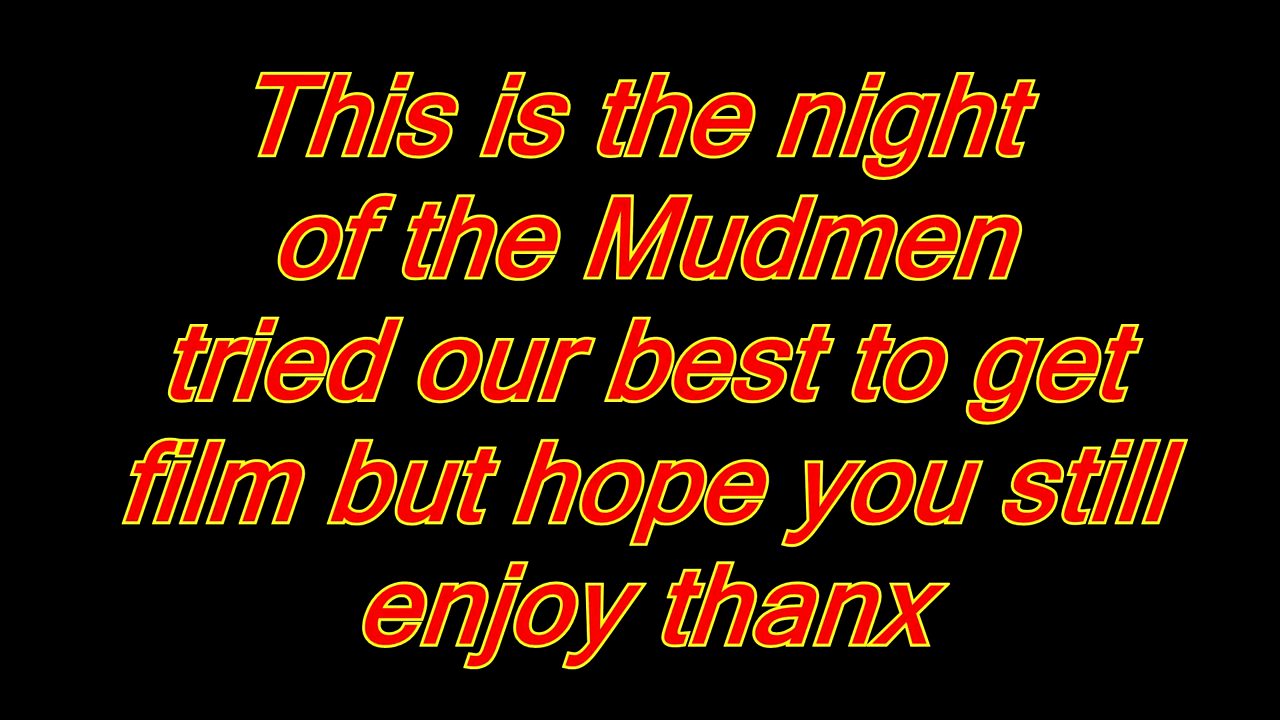 This is the night
of the Mudmen
tried our best to get
film but hope you still
enjoy thanx